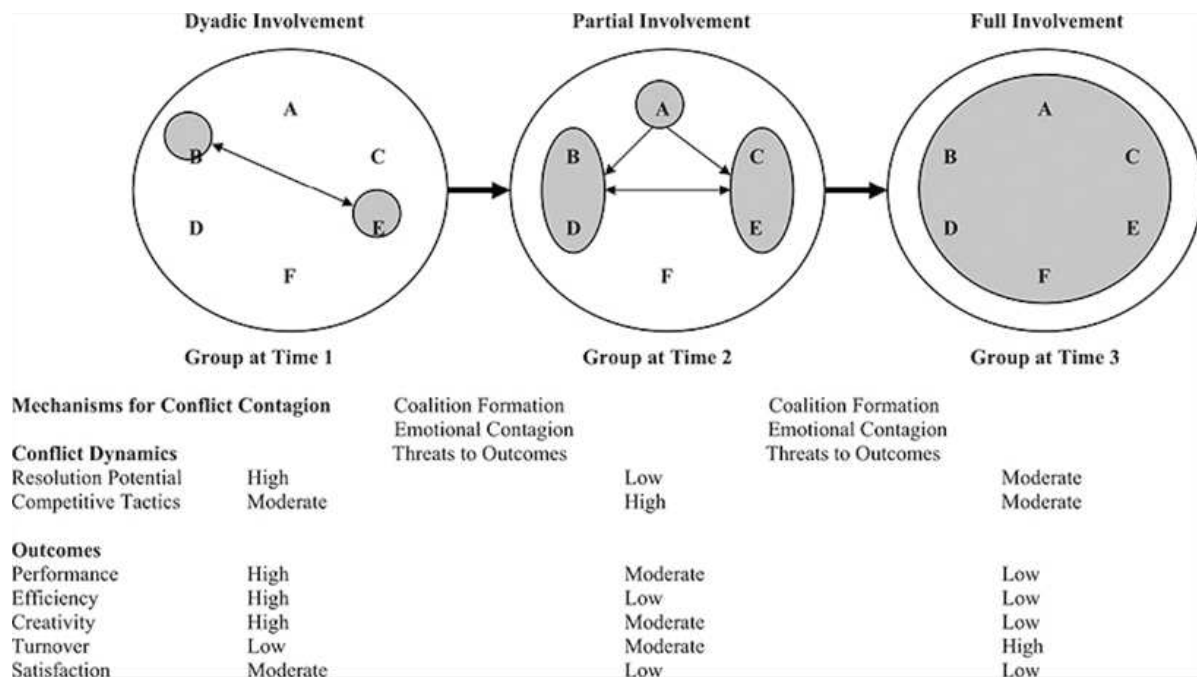 Dyadic Involvement Partial Involvement Full Involvement
A A A
B C B C B C
D E D E D E
F F F
Group at Time 1 Group at Time 2 Group at Time 3
Mechanisms for Conflict Contagion Coalition Formation Coalition Formation
Emotional Contagion Emotional Contagion
Conflict Dynamics Threats to Outcomes Threats to Outcomes
Resolution Potential High Low Moderate
Competitive Tactics Moderate High Moderate
Outcomes
Performance High Moderate Low
Efficiency High Low Low
Creativity High Moderate Low
Turnover Low Moderate High
Satisfaction Moderate Low Low